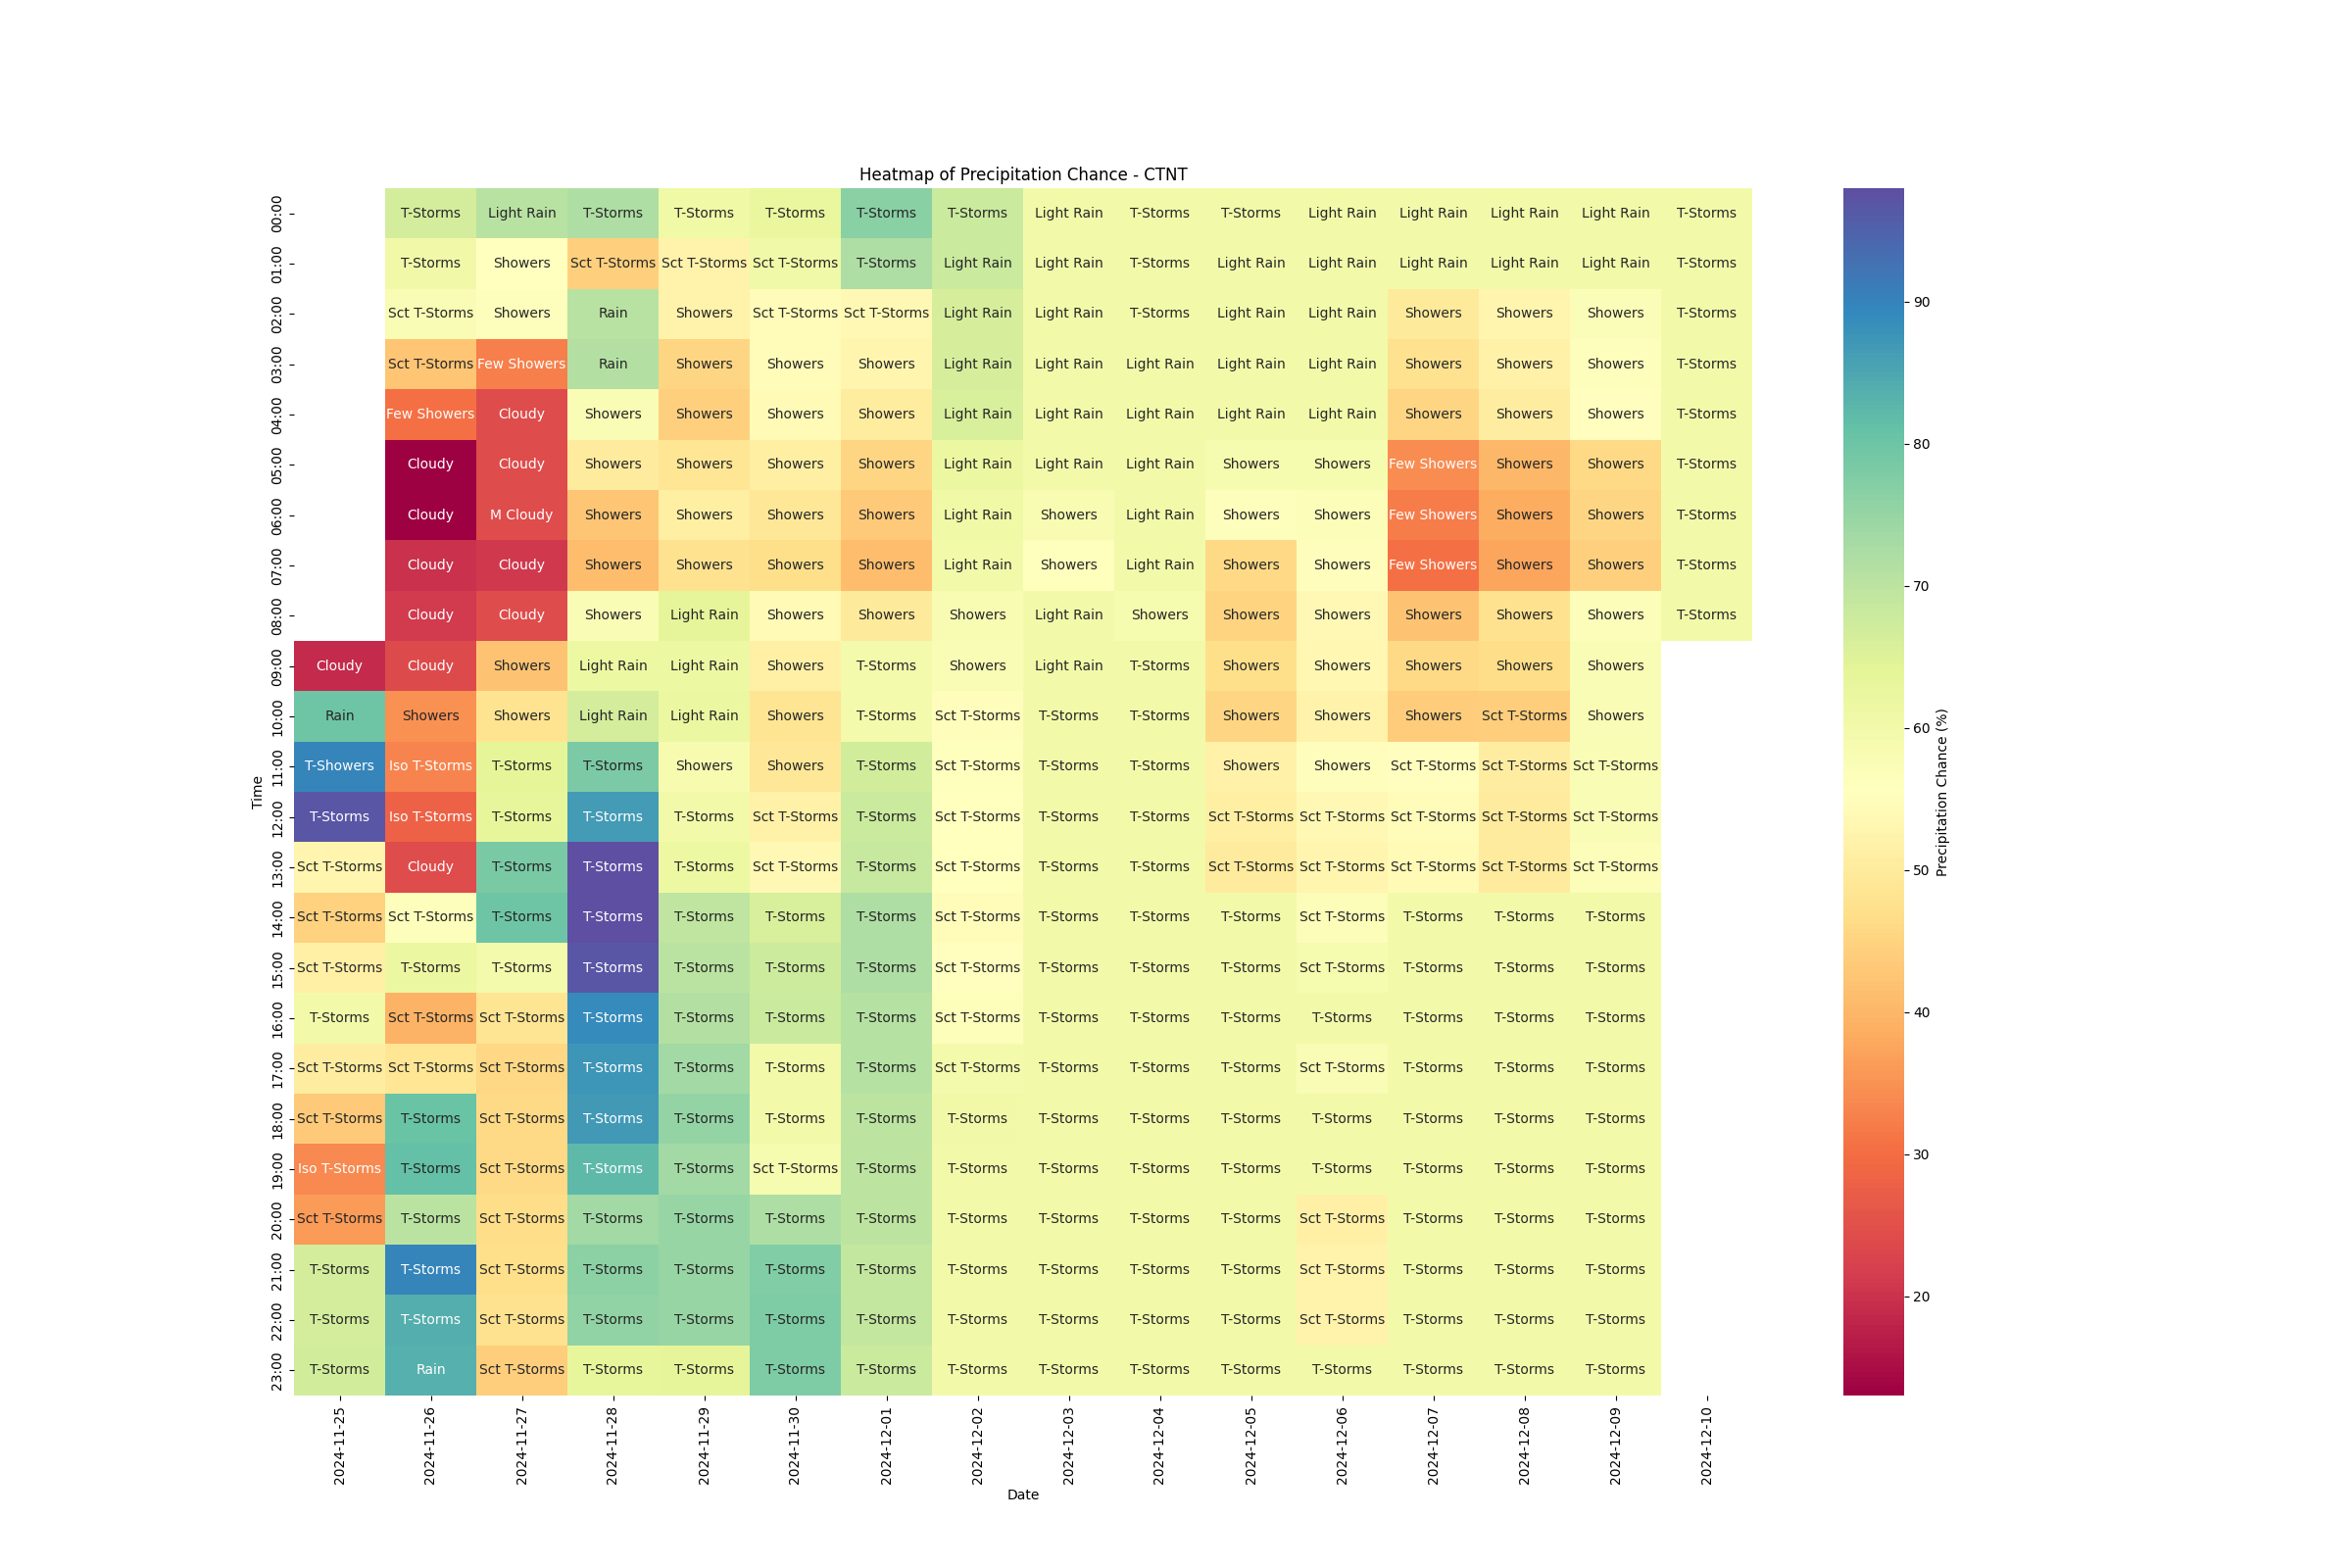 Heatmap of Precipitation Chance - CTNT
00:00 T-Storms Light Rain T-Storms T-Storms T-Storms T-Storms T-Storms Light Rain T-Storms T-Storms Light Rain Light Rain Light Rain Light Rain T-Storms
01:00 T-Storms Showers Sct T-Storms Sct T-Storms Sct T-Storms T-Storms Light Rain Light Rain T-Storms Light Rain Light Rain Light Rain Light Rain Light Rain T-Storms
02:00 Sct T-Storms Showers Rain Showers Sct T-Storms Sct T-Storms Light Rain Light Rain T-Storms Light Rain Light Rain Showers Showers Showers T-Storms
03:00 Sct T-Storms Few Showers Rain Showers Showers Showers Light Rain Light Rain Light Rain Light Rain Light Rain Showers Showers Showers T-Storms
04:00 Few Showers Cloudy Showers Showers Showers Showers Light Rain Light Rain Light Rain Light Rain Light Rain Showers Showers Showers T-Storms
05:00 Cloudy Cloudy Showers Showers Showers Showers Light Rain Light Rain Light Rain Showers Showers Few Showers Showers Showers T-Storms
06:00 Cloudy M Cloudy Showers Showers Showers Showers Light Rain Showers Light Rain Showers Showers Few Showers Showers Showers T-Storms
07:00 Cloudy Cloudy Showers Showers Showers Showers Light Rain Showers Light Rain Showers Showers Few Showers Showers Showers T-Storms
08:00 Cloudy Cloudy Showers Light Rain Showers Showers Showers Light Rain Showers Showers Showers Showers Showers Showers T-Storms
09:00 Cloudy Cloudy Showers Light Rain Light Rain Showers T-Storms Showers Light Rain T-Storms Showers Showers Showers Showers Showers
10:00 Rain Showers Showers Light Rain Light Rain Showers T-Storms Sct T-Storms T-Storms T-Storms Showers Showers Showers Sct T-Storms Showers
11:00 T-Showers Iso T-Storms T-Storms T-Storms Showers Showers T-Storms Sct T-Storms T-Storms T-Storms Showers Showers Sct T-Storms Sct T-Storms Sct T-Storms
12:00 T-Storms Iso T-Storms T-Storms T-Storms T-Storms Sct T-Storms T-Storms Sct T-Storms T-Storms T-Storms Sct T-Storms Sct T-Storms Sct T-Storms Sct T-Storms Sct T-Storms
13:00 Sct T-Storms Cloudy T-Storms T-Storms T-Storms Sct T-Storms T-Storms Sct T-Storms T-Storms T-Storms Sct T-Storms Sct T-Storms Sct T-Storms Sct T-Storms Sct T-Storms
14:00 Sct T-Storms Sct T-Storms T-Storms T-Storms T-Storms T-Storms T-Storms Sct T-Storms T-Storms T-Storms T-Storms Sct T-Storms T-Storms T-Storms T-Storms
15:00 Sct T-Storms T-Storms T-Storms T-Storms T-Storms T-Storms T-Storms Sct T-Storms T-Storms T-Storms T-Storms Sct T-Storms T-Storms T-Storms T-Storms
16:00 T-Storms Sct T-Storms Sct T-Storms T-Storms T-Storms T-Storms T-Storms Sct T-Storms T-Storms T-Storms T-Storms T-Storms T-Storms T-Storms T-Storms
17:00 Sct T-Storms Sct T-Storms Sct T-Storms T-Storms T-Storms T-Storms T-Storms Sct T-Storms T-Storms T-Storms T-Storms Sct T-Storms T-Storms T-Storms T-Storms
18:00 Sct T-Storms T-Storms Sct T-Storms T-Storms T-Storms T-Storms T-Storms T-Storms T-Storms T-Storms T-Storms T-Storms T-Storms T-Storms T-Storms
19:00 Iso T-Storms T-Storms Sct T-Storms T-Storms T-Storms Sct T-Storms T-Storms T-Storms T-Storms T-Storms T-Storms T-Storms T-Storms T-Storms T-Storms
20:00 Sct T-Storms T-Storms Sct T-Storms T-Storms T-Storms T-Storms T-Storms T-Storms T-Storms T-Storms T-Storms Sct T-Storms T-Storms T-Storms T-Storms
21:00 T-Storms T-Storms Sct T-Storms T-Storms T-Storms T-Storms T-Storms T-Storms T-Storms T-Storms T-Storms Sct T-Storms T-Storms T-Storms T-Storms
22:00 T-Storms T-Storms Sct T-Storms T-Storms T-Storms T-Storms T-Storms T-Storms T-Storms T-Storms T-Storms Sct T-Storms T-Storms T-Storms T-Storms
23:00 T-Storms Rain Sct T-Storms T-Storms T-Storms T-Storms T-Storms T-Storms T-Storms T-Storms T-Storms T-Storms T-Storms T-Storms T-Storms
Time
2024-11-25 2024-11-26 2024-11-27 2024-11-28 2024-11-29 2024-11-30 2024-12-01 2024-12-02 2024-12-03 2024-12-04 2024-12-05 2024-12-06 2024-12-07 2024-12-08 2024-12-09 2024-12-10
Date
90
80
70
60
50
40
30
20
Precipitation Chance (%)